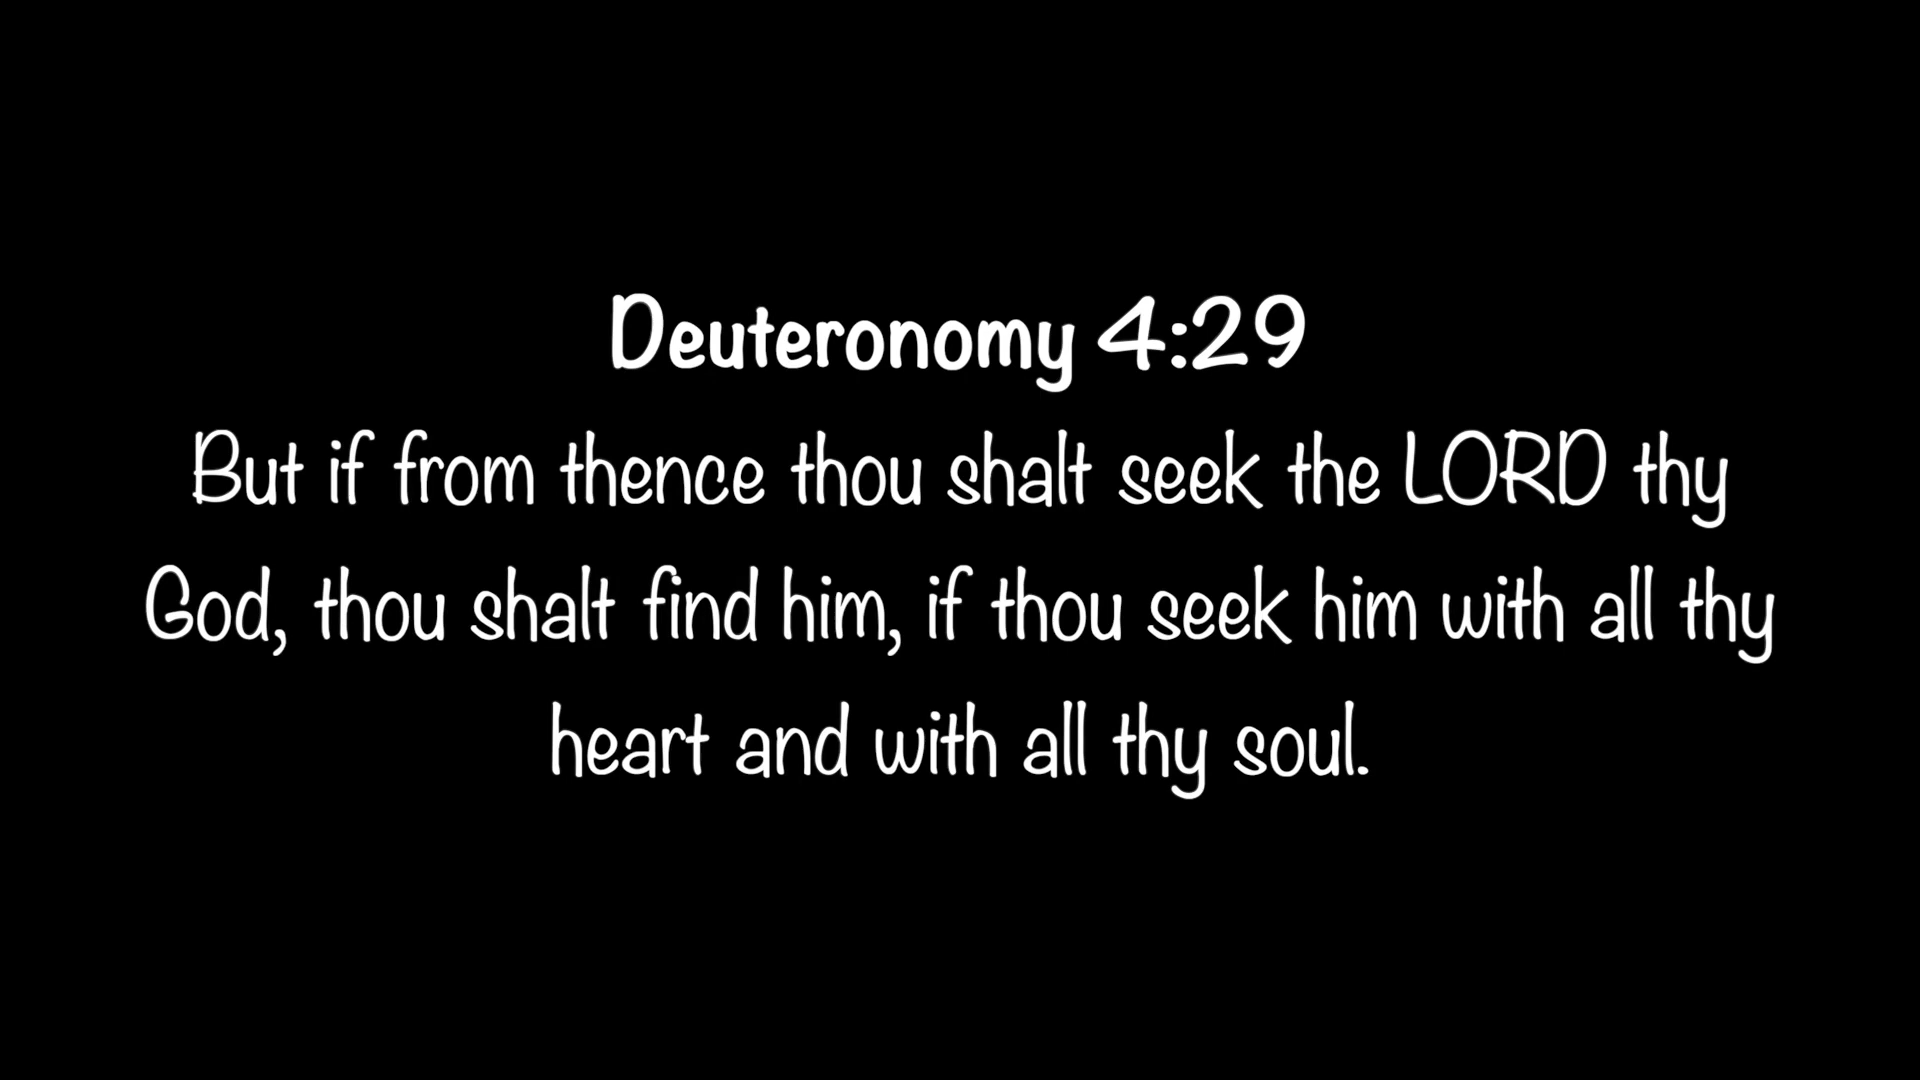 Deuteronomy 4:29
But if from thence thou shalt seek the LORD thy
God, thou shalt find him, if thou seek him with all thy
heart and with all thy soul.